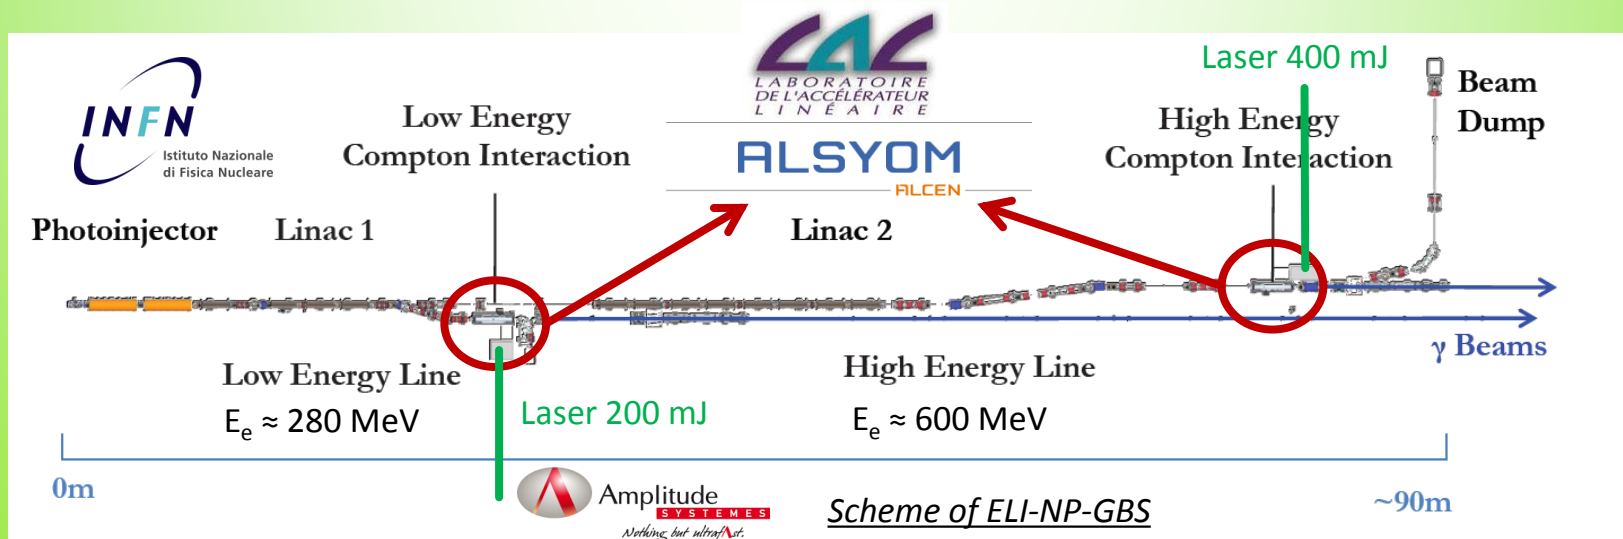 INFN
Istituto Nazionale
di Fisica Nucleare
Low Energy
Compton Interaction
LAL
LABORATOIRE
DE L'ACCÉLÉRATEUR
LINÉAIRE
ALSYOM
ALCEN
Laser 400 mJ
High Energy
Compton Interaction
Beam
Dump
Photoinjector
Linac 1
Linac 2
γ Beams
Low Energy Line
High Energy Line
Eₑ ≈ 280 MeV
Laser 200 mJ
Eₑ ≈ 600 MeV
0m
~90m
Amplitude
SYSTEMES
Nothing but ultrafast.
Scheme of ELI-NP-GBS